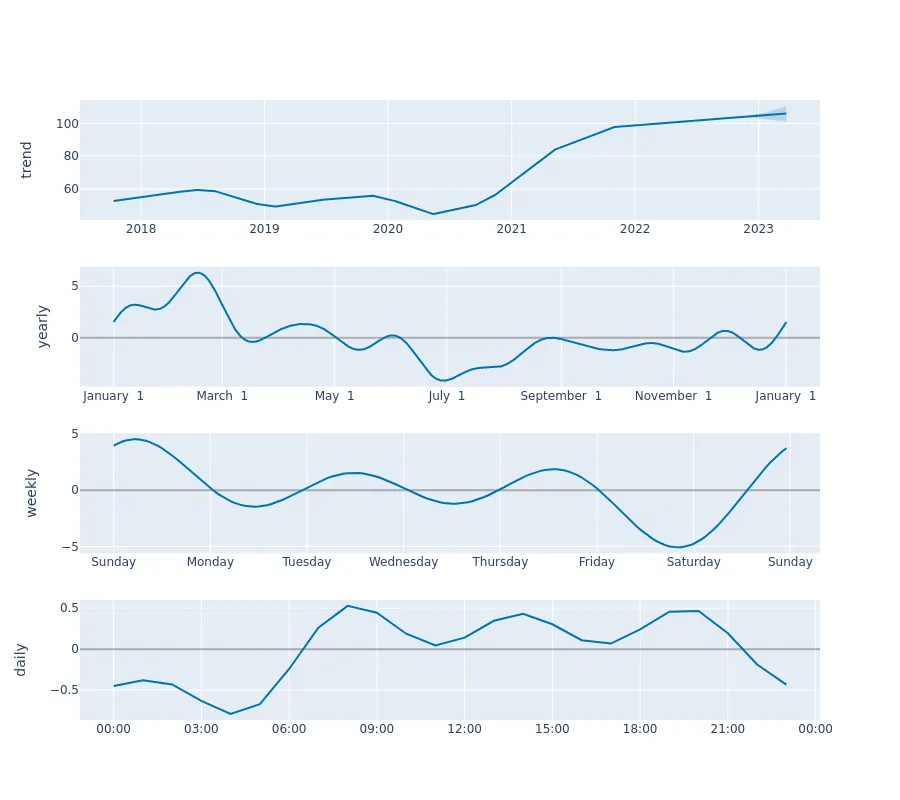 trend
100
80
60
2018 2019 2020 2021 2022 2023
yearly
5
0
January 1 March 1 May 1 July 1 September 1 November 1 January 1
weekly
5
0
−5
Sunday Monday Tuesday Wednesday Thursday Friday Saturday Sunday
daily
0.5
0
−0.5
00:00 03:00 06:00 09:00 12:00 15:00 18:00 21:00 00:00